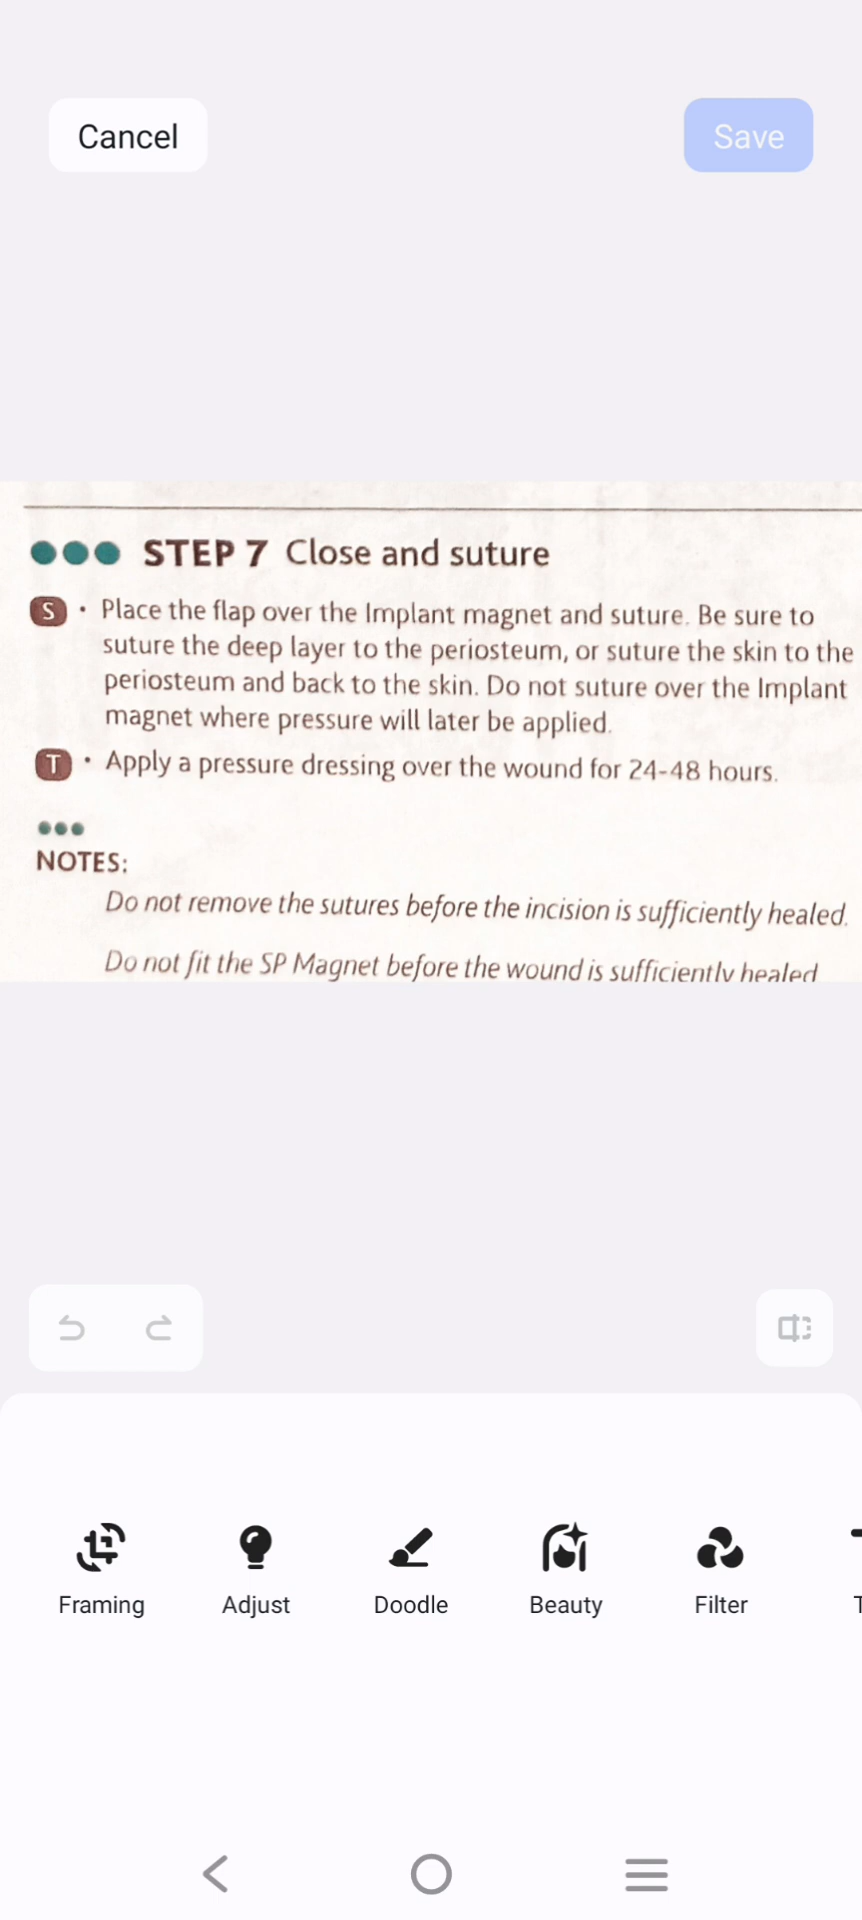 Cancel
Save
STEP 7 Close and suture
S • Place the flap over the Implant magnet and suture. Be sure to
suture the deep layer to the periosteum, or suture the skin to the
periosteum and back to the skin. Do not suture over the Implant
magnet where pressure will later be applied.
T • Apply a pressure dressing over the wound for 24-48 hours.
NOTES:
Do not remove the sutures before the incision is sufficiently healed.
Do not fit the SP Magnet before the wound is sufficiently healed
Framing
Adjust
Doodle
Beauty
Filter